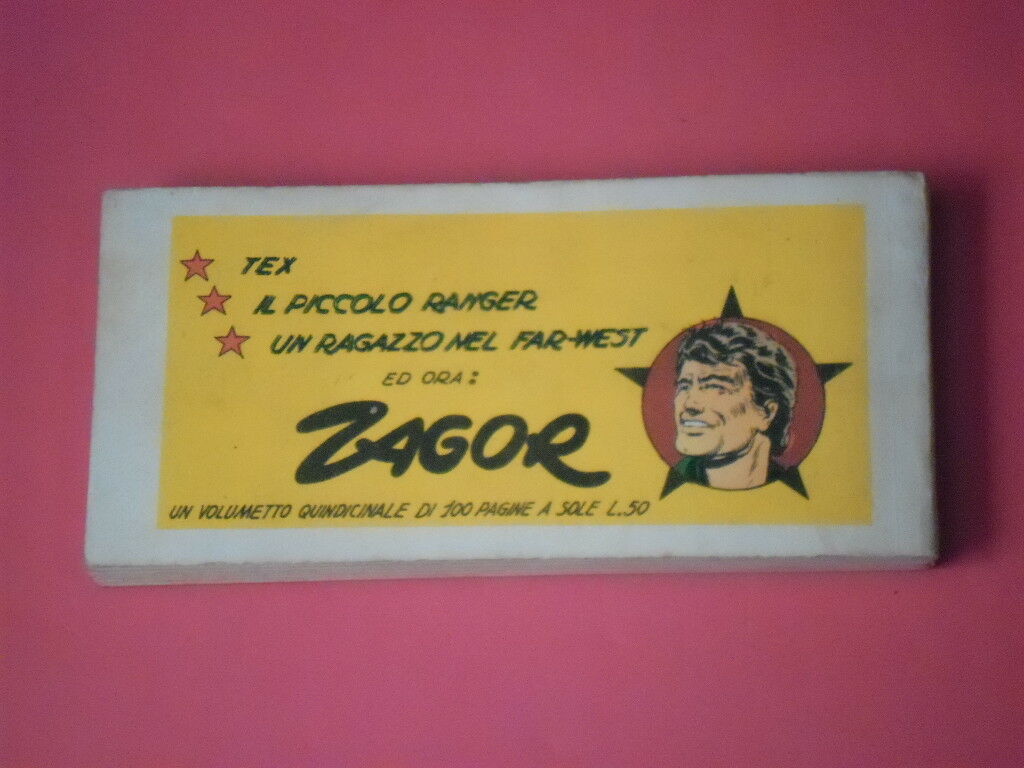 TEX
IL PICCOLO RANGER
UN RAGAZZO NEL FAR-WEST
ED ORA:
ZAGOR
UN VOLUMETTO QUINDICINALE DI 100 PAGINE A SOLE L.50